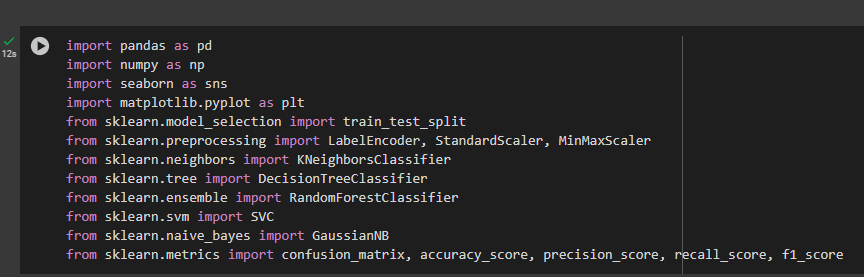 import pandas as pd
import numpy as np
import seaborn as sns
import matplotlib.pyplot as plt
from sklearn.model_selection import train_test_split
from sklearn.preprocessing import LabelEncoder, StandardScaler, MinMaxScaler
from sklearn.neighbors import KNeighborsClassifier
from sklearn.tree import DecisionTreeClassifier
from sklearn.ensemble import RandomForestClassifier
from sklearn.svm import SVC
from sklearn.naive_bayes import GaussianNB
from sklearn.metrics import confusion_matrix, accuracy_score, precision_score, recall_score, f1_score
12s